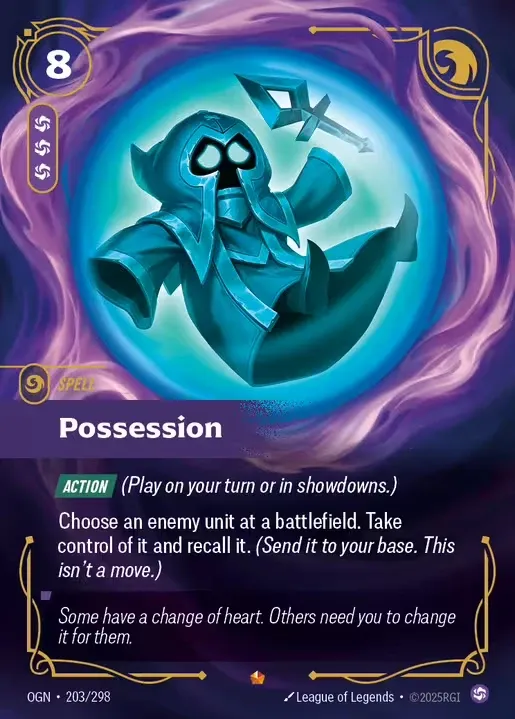 8
SPELL
Possession
ACTION (Play on your turn or in showdowns.)
Choose an enemy unit at a battlefield. Take
control of it and recall it. (Send it to your base. This
isn't a move.)
Some have a change of heart. Others need you to change
it for them.
OGN • 203/298
League of Legends • ©2025RGI